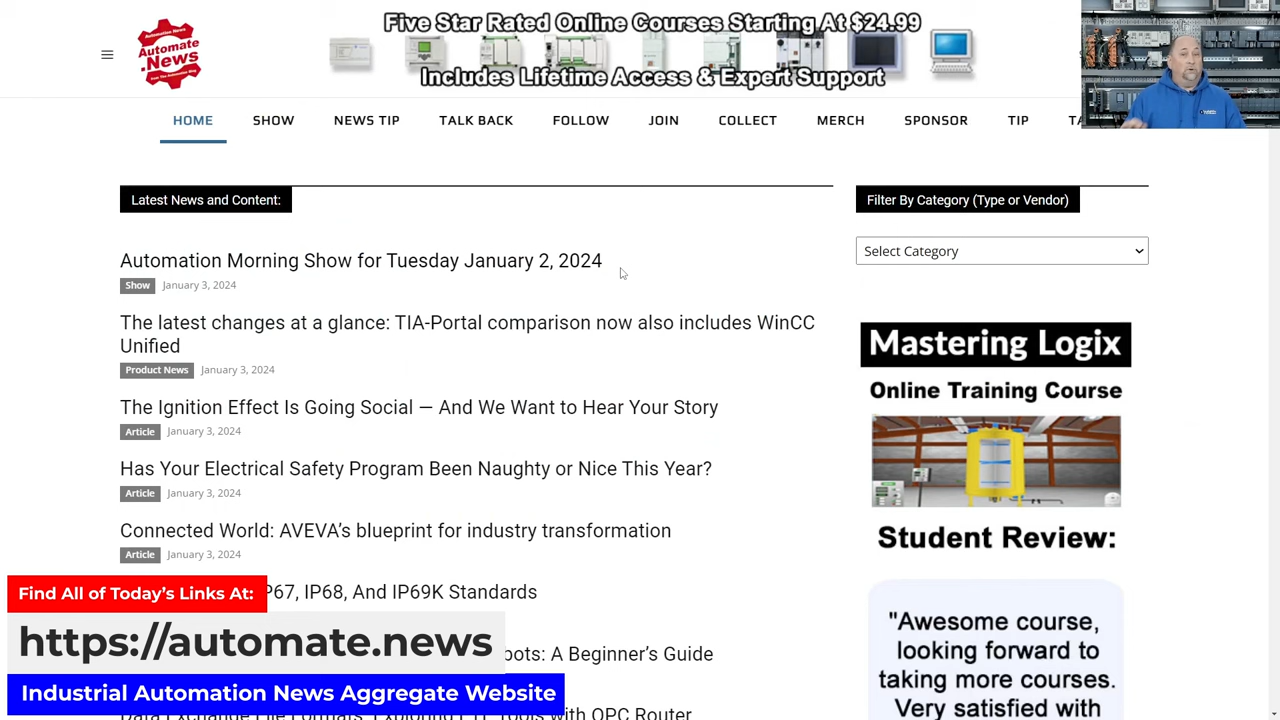 Five Star Rated Online Courses Starting At $24.99
Includes Lifetime Access & Expert Support
Automation News
Automate
.News
HOME
SHOW
NEWS TIP
TALK BACK
FOLLOW
JOIN
COLLECT
MERCH
SPONSOR
TIP
Latest News and Content:
Filter By Category (Type or Vendor)
Select Category
Automation Morning Show for Tuesday January 2, 2024
Show
January 3, 2024
The latest changes at a glance: TIA-Portal comparison now also includes WinCC
Unified
Product News
January 3, 2024
The Ignition Effect Is Going Social — And We Want to Hear Your Story
Article
January 3, 2024
Has Your Electrical Safety Program Been Naughty or Nice This Year?
Article
January 3, 2024
Connected World: AVEVA’s blueprint for industry transformation
Article
January 3, 2024
P67, IP68, And IP69K Standards
bots: A Beginner’s Guide
with OPC Router
Mastering Logix
Online Training Course
Student Review:
"Awesome course,
looking forward to
taking more courses.
Very satisfied with
Find All of Today’s Links At:
https://automate.news
Industrial Automation News Aggregate Website